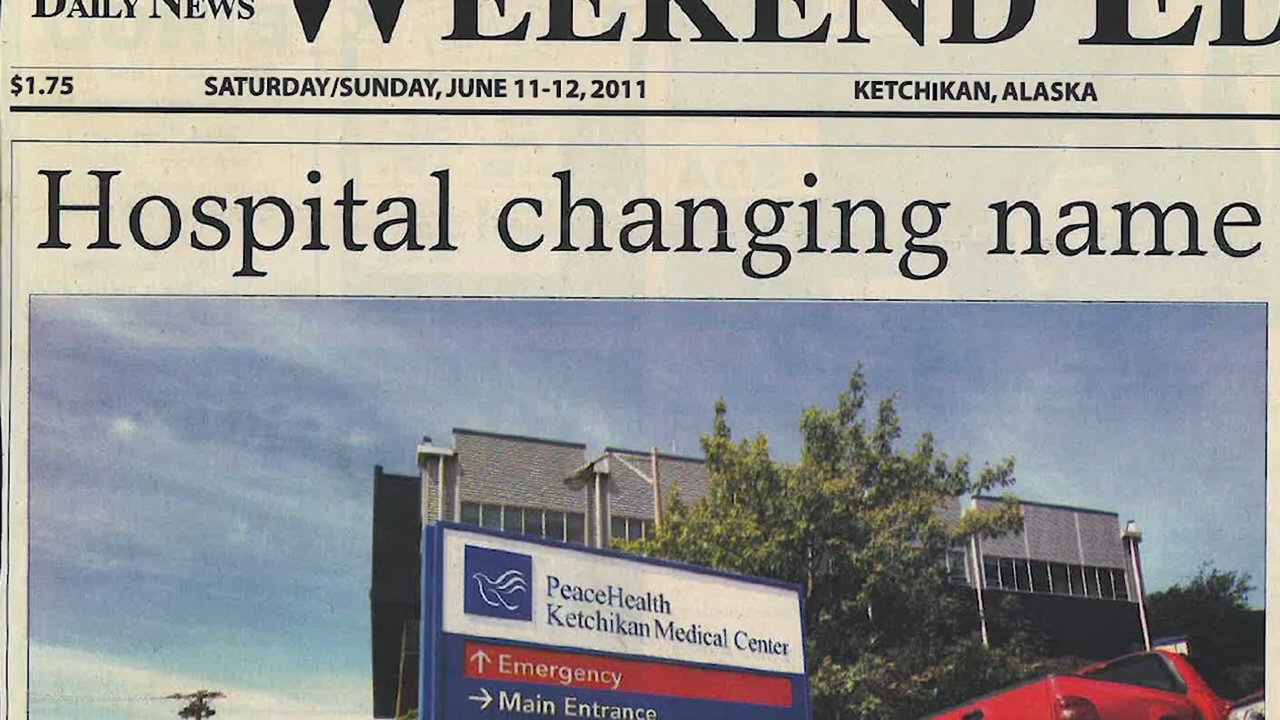 DAILY NEWS WEEKEND
$1.75 SATURDAY/SUNDAY, JUNE 11-12, 2011 KETCHIKAN, ALASKA
Hospital changing name
PeaceHealth
Ketchikan Medical Center
↑ Emergency
→ Main Entrance